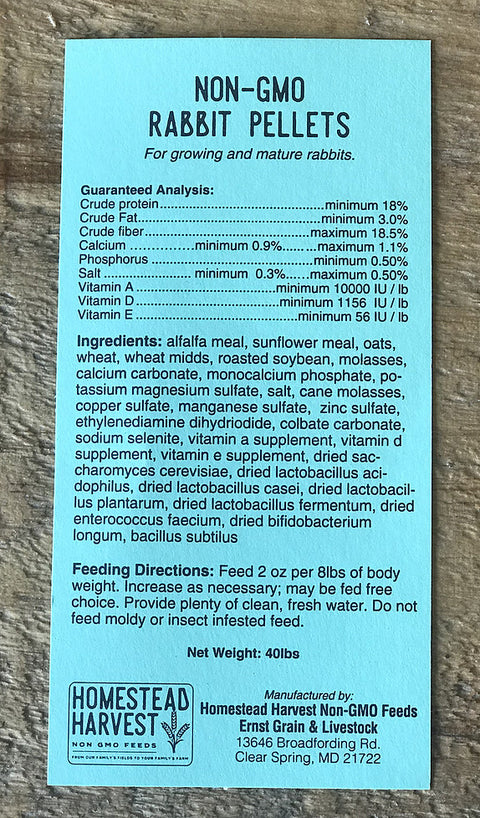 NON-GMO
RABBIT PELLETS
For growing and mature rabbits.
Guaranteed Analysis:
Crude protein..............................................minimum 18%
Crude Fat..............................................minimum 3.0%
Crude fiber..........................................maximum 18.5%
Calcium ................minimum 0.9%........maximum 1.1%
Phosphorus ........................................minimum 0.50%
Salt........................... minimum 0.3%......maximum 0.50%
Vitamin A...................................minimum 10000 IU / lb
Vitamin D....................................minimum 1156 IU / lb
Vitamin E.........................................minimum 56 IU / lb
Ingredients: alfalfa meal, sunflower meal, oats,
wheat, wheat midds, roasted soybean, molasses,
calcium carbonate, monocalcium phosphate, po-
tassium magnesium sulfate, salt, cane molasses,
copper sulfate, manganese sulfate, zinc sulfate,
ethylenediamine dihydriodide, colbate carbonate,
sodium selenite, vitamin a supplement, vitamin d
supplement, vitamin e supplement, dried sac-
charomyces cerevisiae, dried lactobacillus aci-
dophilus, dried lactobacillus casei, dried lactobacil-
lus plantarum, dried lactobacillus fermentum, dried
enterococcus faecium, dried bifidobacterium
longum, bacillus subtilus
Feeding Directions: Feed 2 oz per 8lbs of body
weight. Increase as necessary; may be fed free
choice. Provide plenty of clean, fresh water. Do not
feed moldy or insect infested feed.
Net Weight: 40lbs
HOMESTEAD
HARVEST
NON GMO FEEDS
FROM OUR FAMILY'S FIELDS TO YOUR FAMILY'S FARM
Manufactured by:
Homestead Harvest Non-GMO Feeds
Ernst Grain & Livestock
13646 Broadfording Rd.
Clear Spring, MD 21722